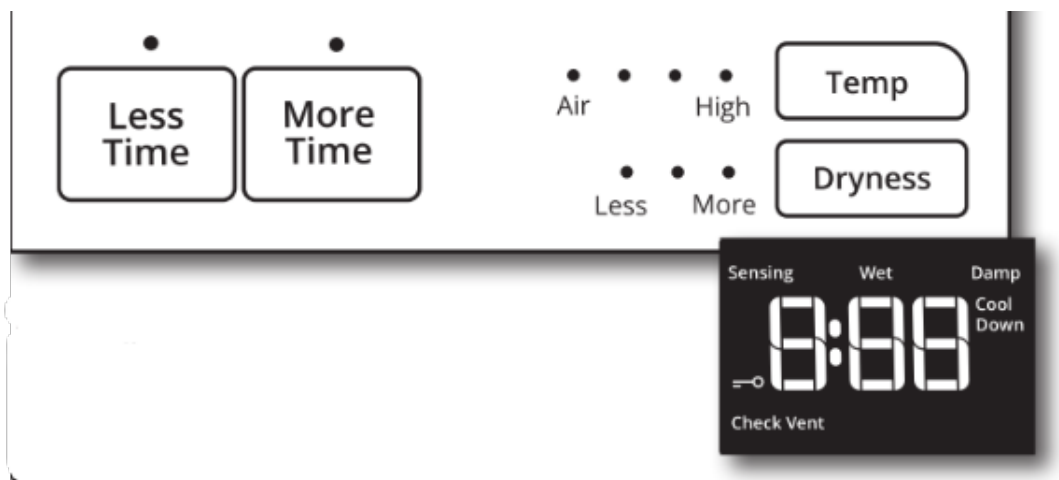 Less
Time
More
Time
Air
High
Temp
Less
More
Dryness
Sensing Wet Damp
Cool
Down
8:88
Check Vent